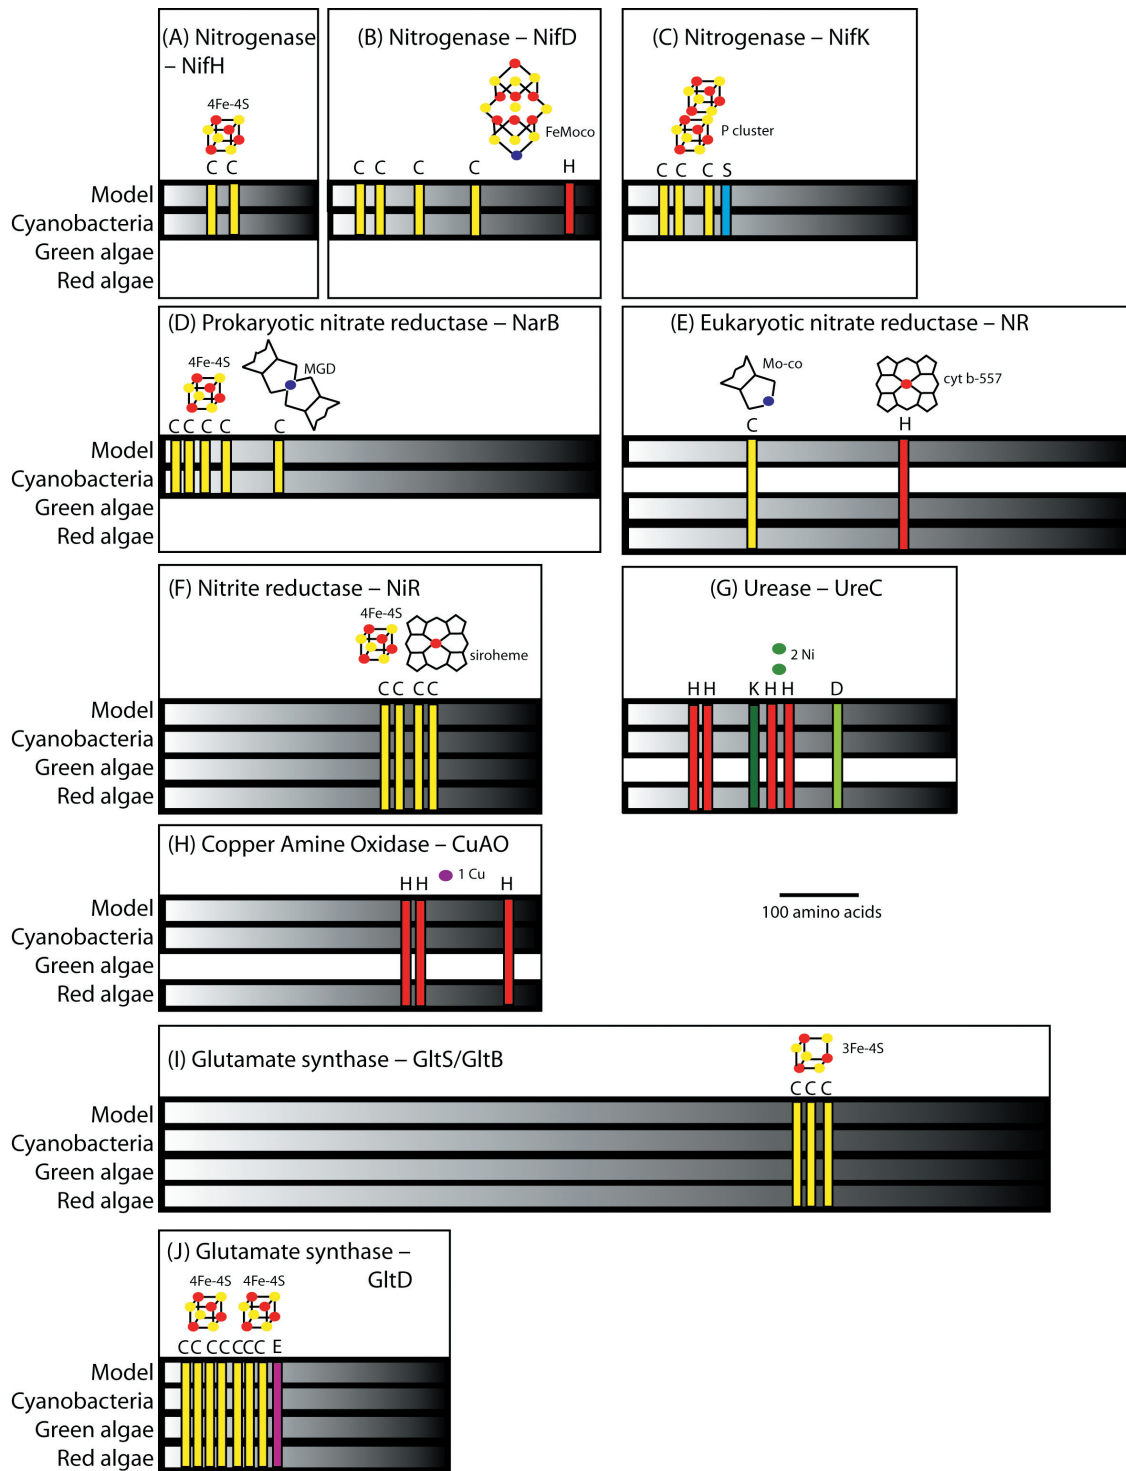 (A) Nitrogenase
– NifH
4Fe-4S
C C
(B) Nitrogenase – NifD
FeMoco
C C C C H
(C) Nitrogenase – NifK
P cluster
C C C S
Model
Cyanobacteria
Green algae
Red algae
(D) Prokaryotic nitrate reductase – NarB
4Fe-4S
MGD
C C C C C
(E) Eukaryotic nitrate reductase – NR
Mo-co
cyt b-557
C H
Model
Cyanobacteria
Green algae
Red algae
(F) Nitrite reductase – NiR
4Fe-4S
siroheme
C C C C
(G) Urease – UreC
2 Ni
H H K H H D
Model
Cyanobacteria
Green algae
Red algae
(H) Copper Amine Oxidase – CuAO
1 Cu
H H H
Model
Cyanobacteria
Green algae
Red algae
100 amino acids
(I) Glutamate synthase – GltS/GltB
3Fe-4S
C C C
Model
Cyanobacteria
Green algae
Red algae
(J) Glutamate synthase –
GltD
4Fe-4S 4Fe-4S
CC CC CCC E
Model
Cyanobacteria
Green algae
Red algae